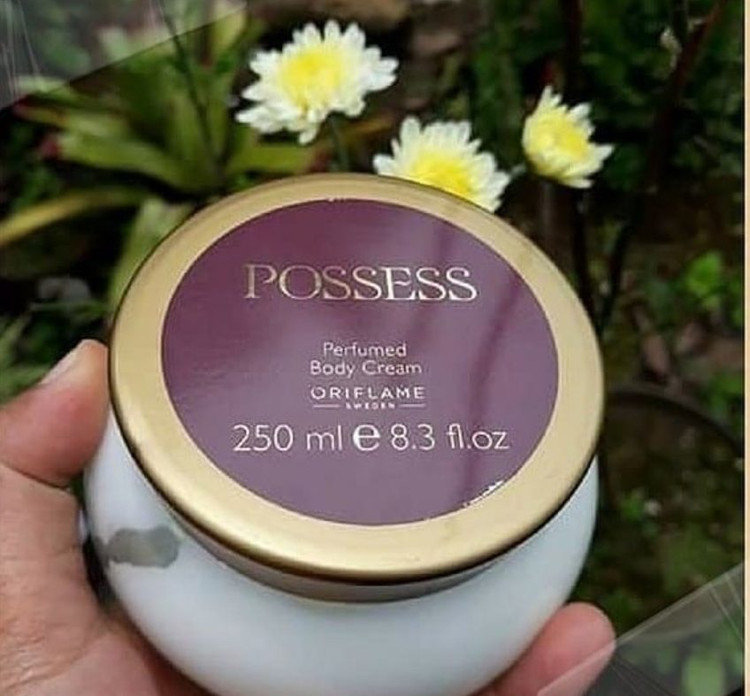 POSSESS
Perfumed
Body Cream
ORIFLAME
SWEDEN
250 ml e 8.3 fl.oz